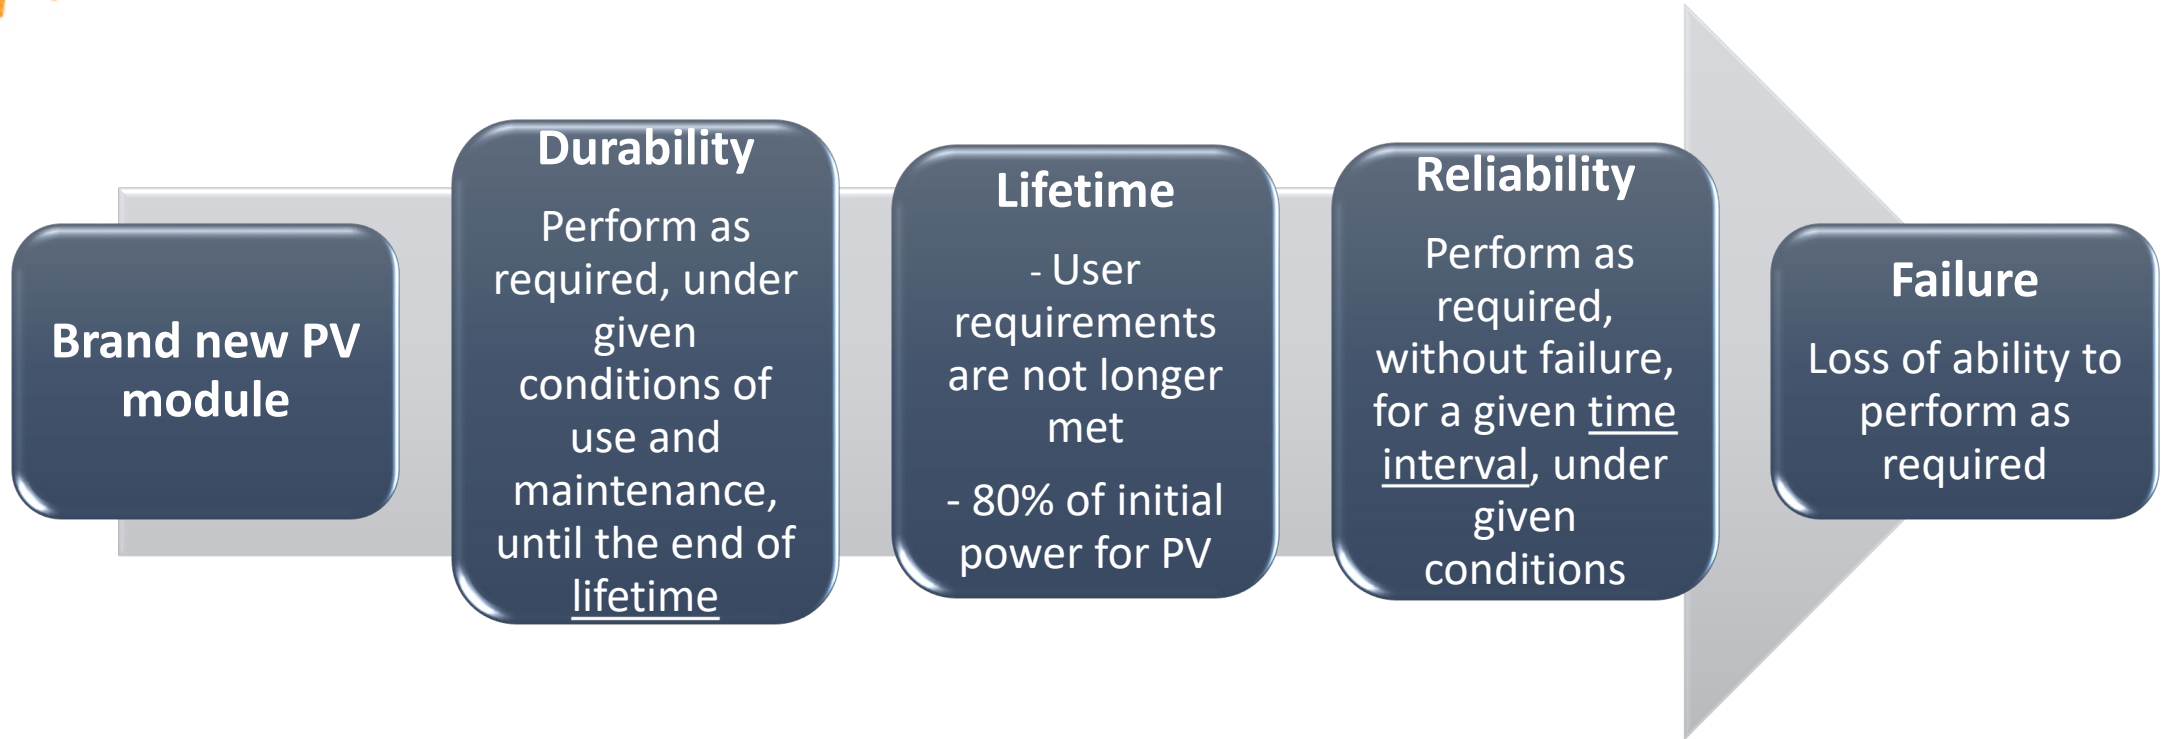 Brand new PV
module
Durability
Perform as
required, under
given
conditions of
use and
maintenance,
until the end of
lifetime
Lifetime
- User
requirements
are not longer
met
- 80% of initial
power for PV
Reliability
Perform as
required,
without failure,
for a given time
interval, under
given
conditions
Failure
Loss of ability to
perform as
required